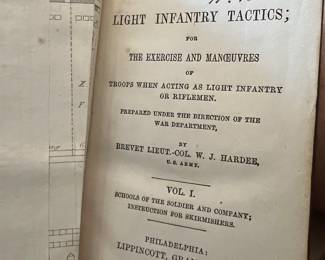 LIGHT INFANTRY TACTICS;
FOR
THE EXERCISE AND MANŒUVRES
OF
TROOPS WHEN ACTING AS LIGHT INFANTRY
OR RIFLEMEN.
PREPARED UNDER THE DIRECTION OF THE
WAR DEPARTMENT,
BY
BREVET LIEUT.-COL. W. J. HARDEE,
U. S. ARMY.
VOL. I.
SCHOOLS OF THE SOLDIER AND COMPANY;
INSTRUCTION FOR SKIRMISHERS.
PHILADELPHIA:
LIPPINCOTT, GRA